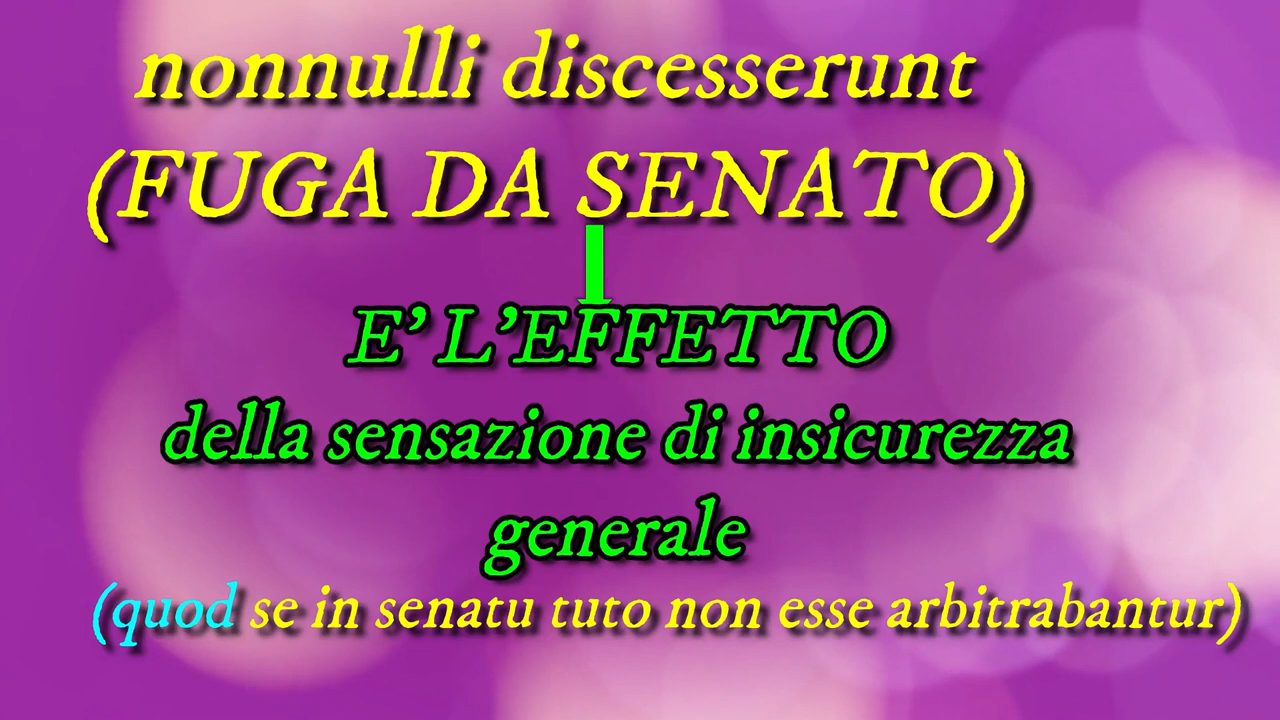 nonnulli discesserunt
(FUGA DA SENATO)
E' L'EFFETTO
della sensazione di insicurezza
generale
(quod se in senatu tuto non esse arbitrabantur)